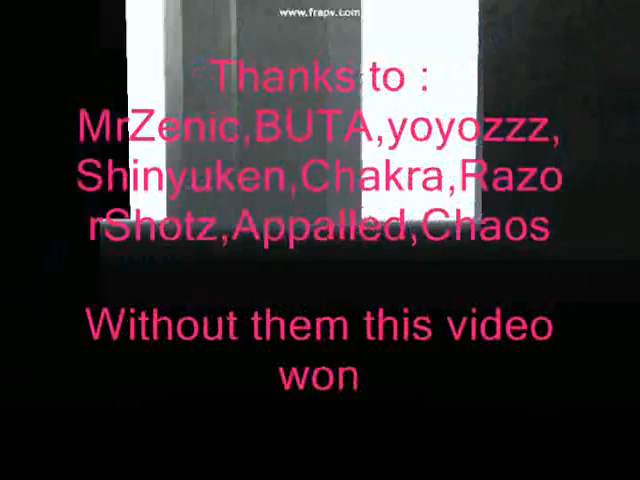 www.fraps.com
Thanks to :
MrZenic,BUTA,yoyozzz,
Shinyuken,Chakra,Razo
rShotz,Appalled,Chaos
Without them this video
won